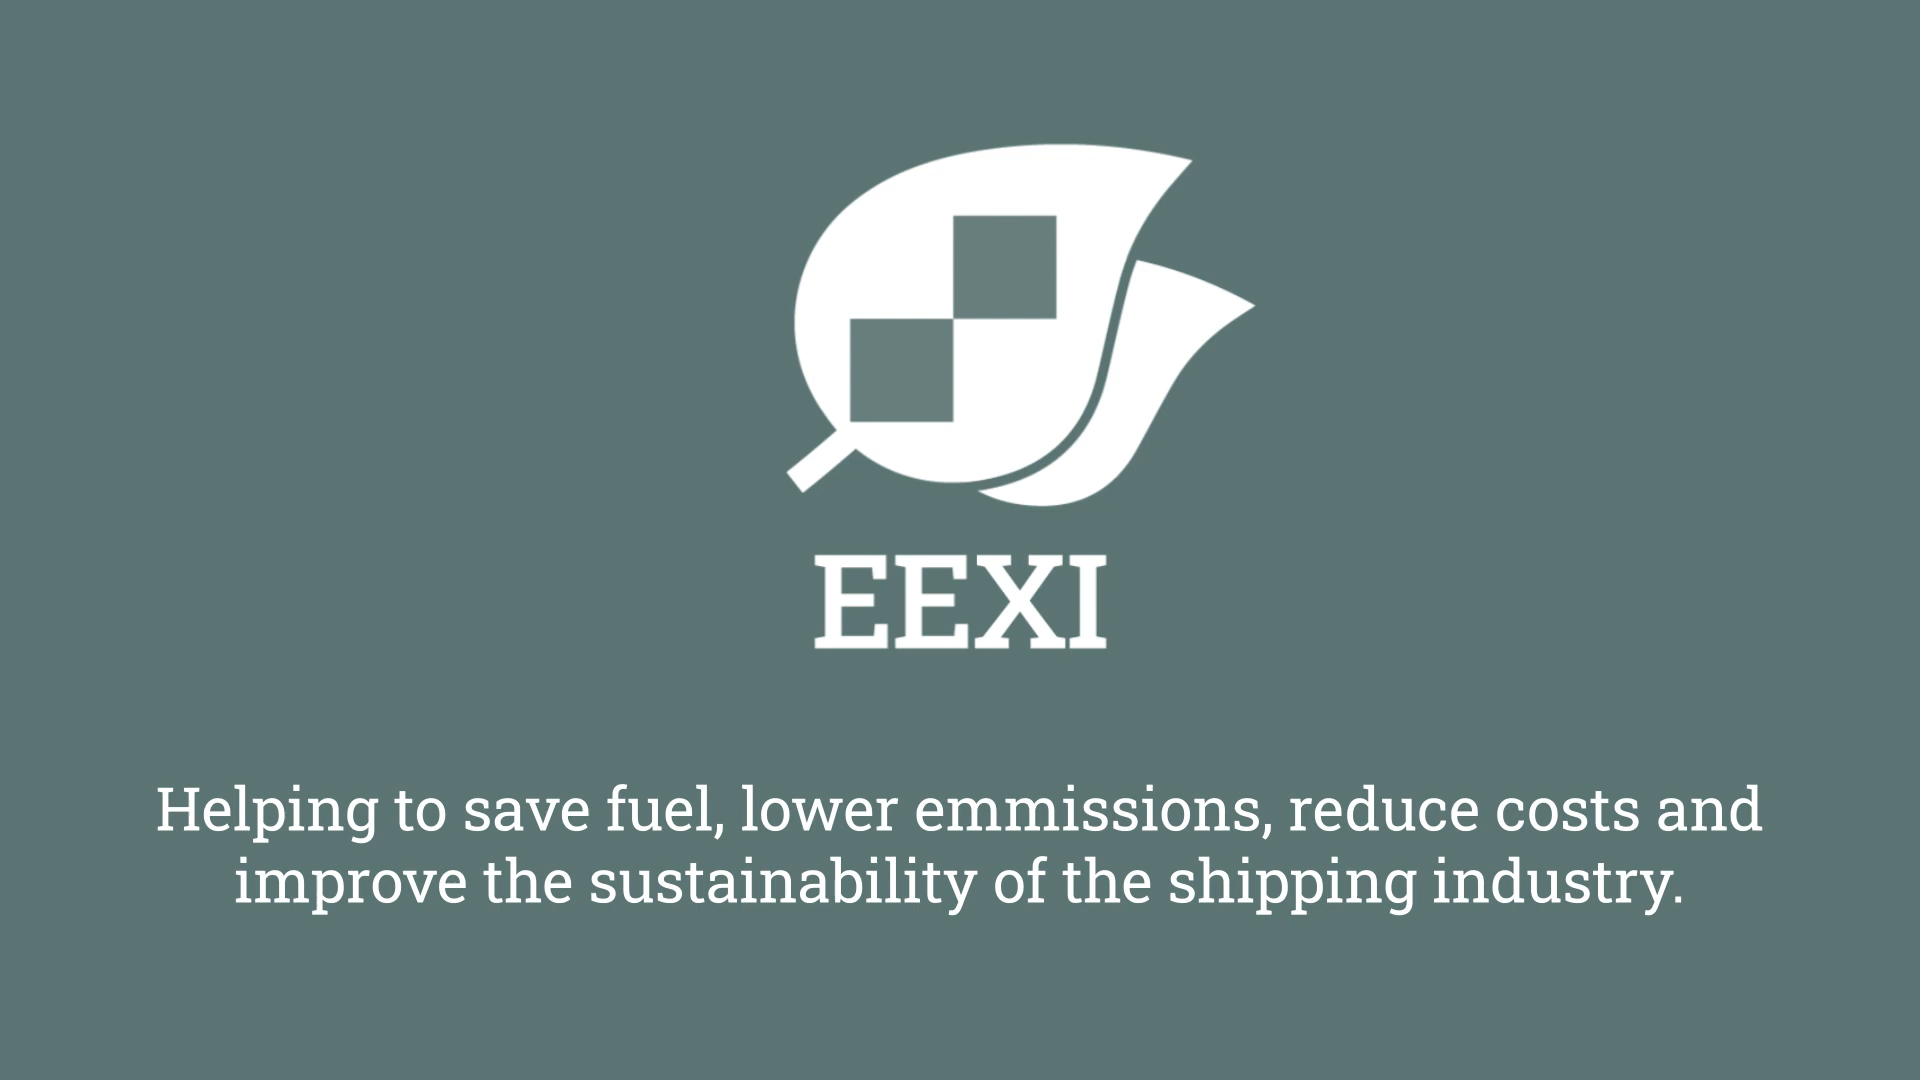 EEXI
Helping to save fuel, lower emmissions, reduce costs and
improve the sustainability of the shipping industry.